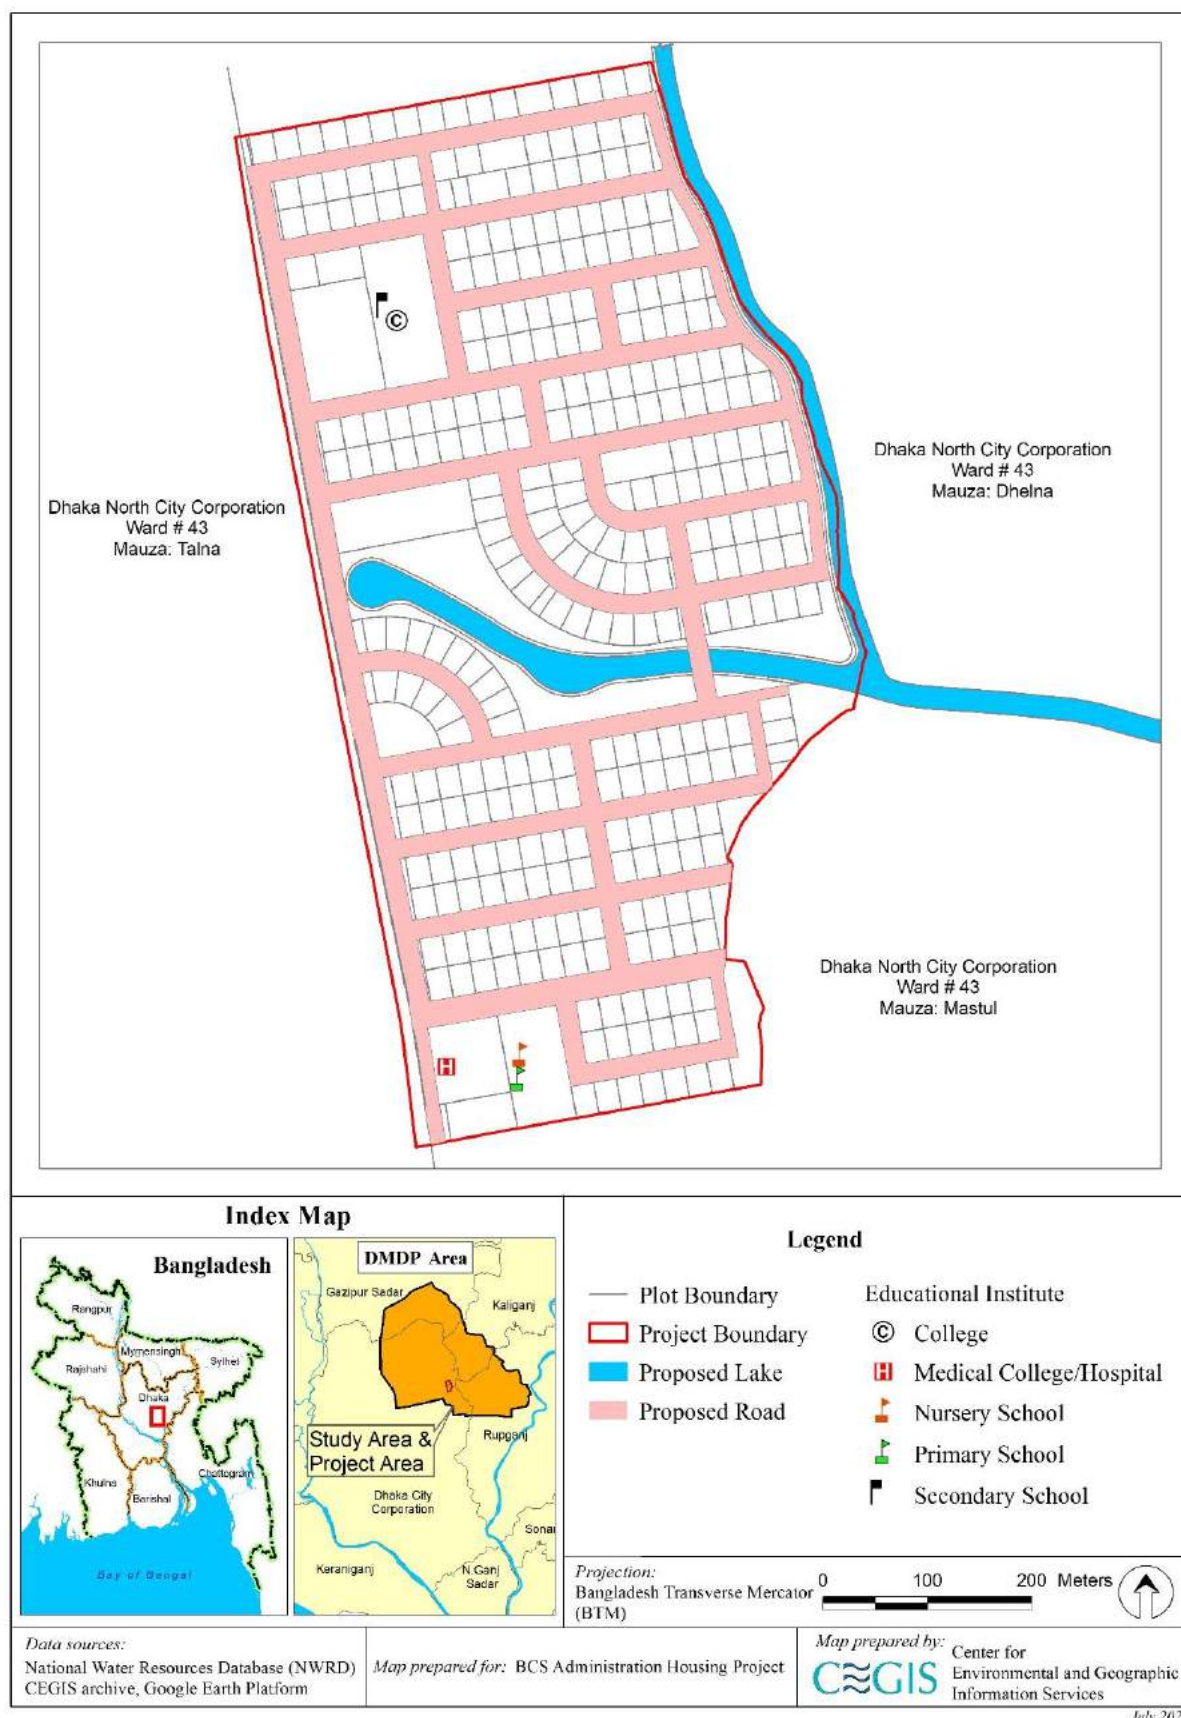 Dhaka North City Corporation
Ward # 43
Mauza: Dhelna
Dhaka North City Corporation
Ward # 43
Mauza: Talna
Dhaka North City Corporation
Ward # 43
Mauza: Mastul
©
H
Index Map
Bangladesh
Rangpur
Mymensingh
Sylhet
Rajshahi
Dhaka
Khulna
Barishal
Chattogram
Bay of Bengal
DMDP Area
Gazipur Sadar
Kaliganj
Study Area &
Project Area
Rupganj
Dhaka City
Corporation
Sonar
Keraniganj
N.Ganj
Sadar
Legend
Plot Boundary
Project Boundary
Proposed Lake
Proposed Road
Educational Institute
© College
H Medical College/Hospital
Nursery School
Primary School
Secondary School
Projection:
Bangladesh Transverse Mercator
(BTM)
0 100 200 Meters
Data sources:
National Water Resources Database (NWRD)
CEGIS archive, Google Earth Platform
Map prepared for: BCS Administration Housing Project
Map prepared by:
CEGIS
Center for
Environmental and Geographic
Information Services
July